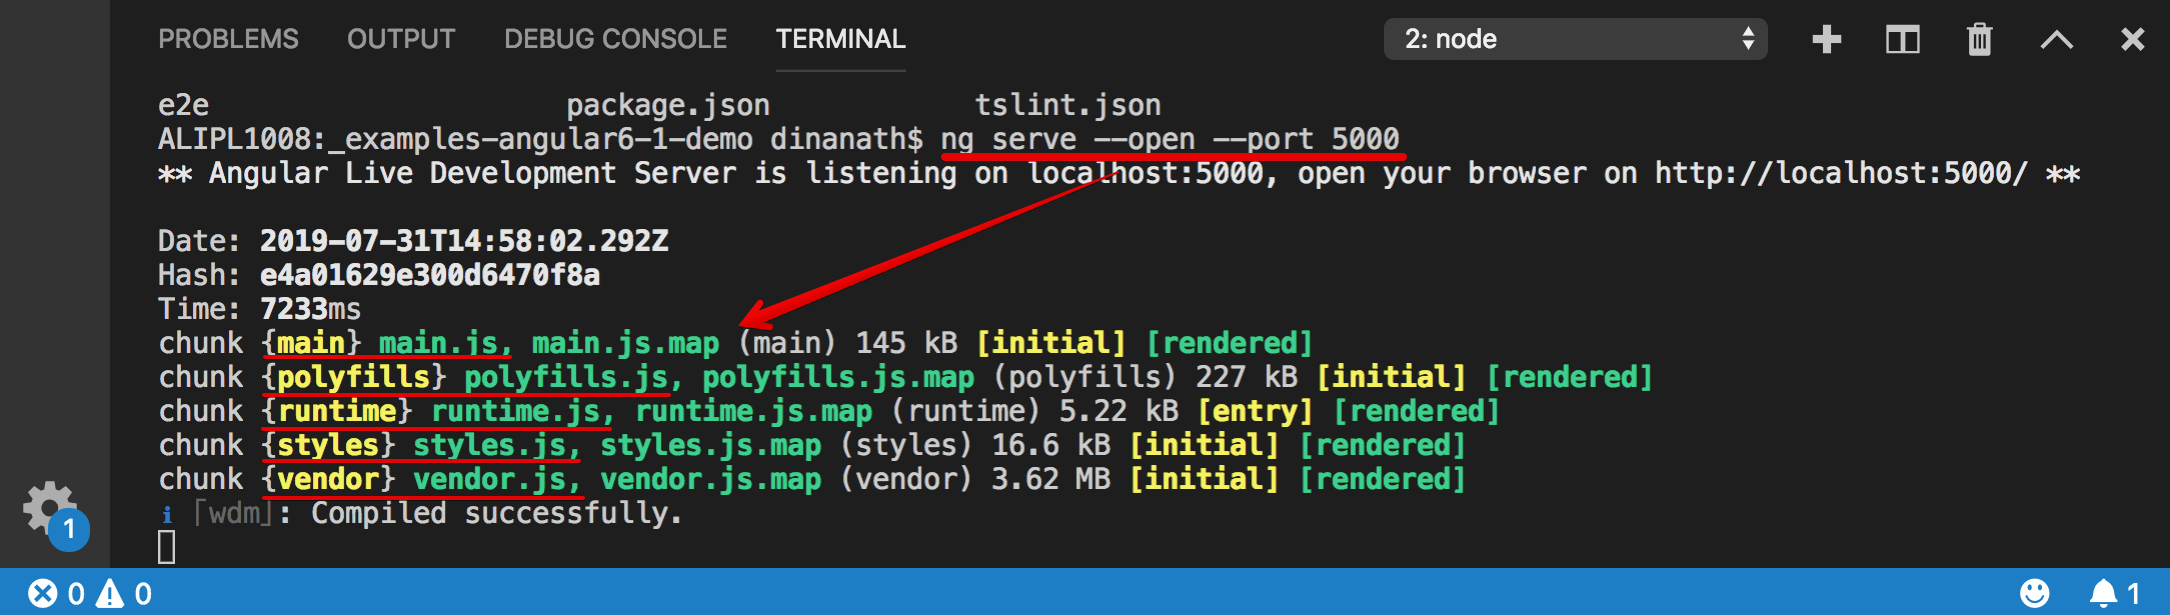 PROBLEMS OUTPUT DEBUG CONSOLE TERMINAL 2: node
e2e package.json tslint.json
ALIPL1008:_examples-angular6-1-demo dinanath$ ng serve --open --port 5000
** Angular Live Development Server is listening on localhost:5000, open your browser on http://localhost:5000/ **
Date: 2019-07-31T14:58:02.292Z
Hash: e4a01629e300d6470f8a
Time: 7233ms
chunk {main} main.js, main.js.map (main) 145 kB [initial] [rendered]
chunk {polyfills} polyfills.js, polyfills.js.map (polyfills) 227 kB [initial] [rendered]
chunk {runtime} runtime.js, runtime.js.map (runtime) 5.22 kB [entry] [rendered]
chunk {styles} styles.js, styles.js.map (styles) 16.6 kB [initial] [rendered]
chunk {vendor} vendor.js, vendor.js.map (vendor) 3.62 MB [initial] [rendered]
ℹ ｢wdm｣: Compiled successfully.
1
0 0 1